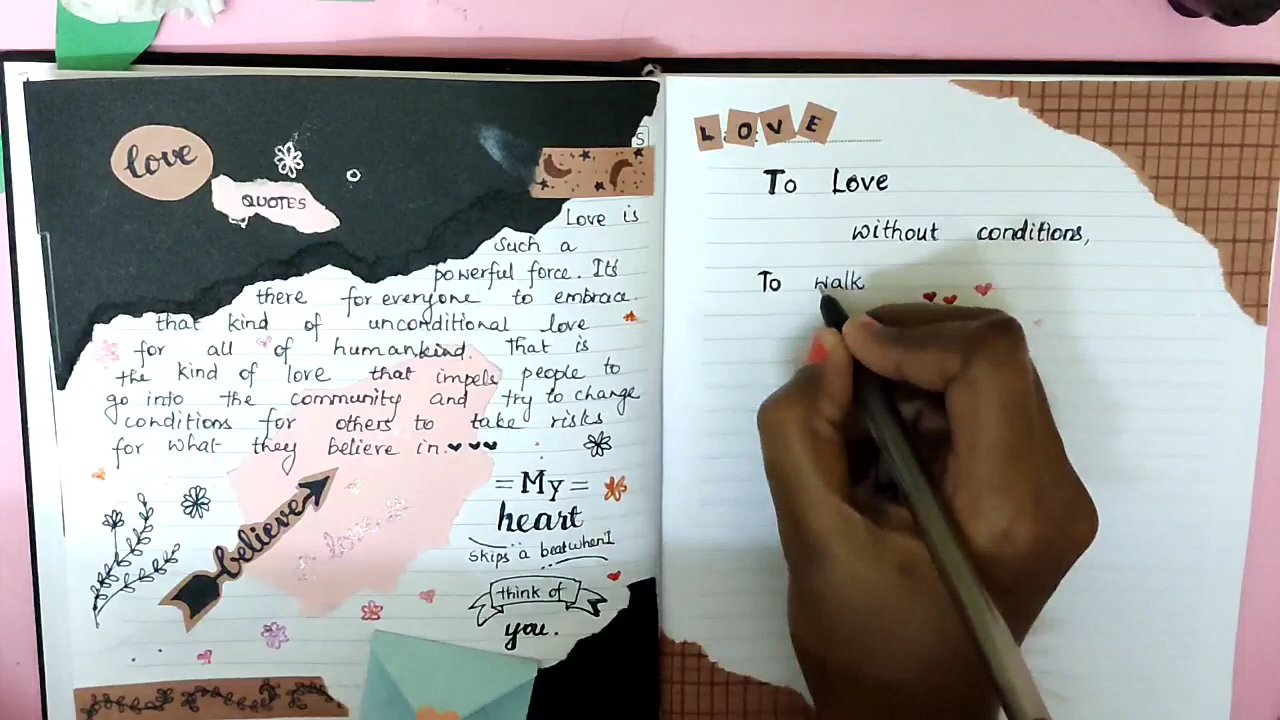 love
QUOTES
S
Love is
such a
powerful force. It's
there for everyone to embrace.
that kind of unconditional love
for all of humankind. That is
the kind of love that impels people to
go into the community and try to change
conditions for others to take risks
for what they believe in.
believe
love
= My =
heart
skips a beat when I
think of
you.
LOVE
To Love
without conditions,
To walk